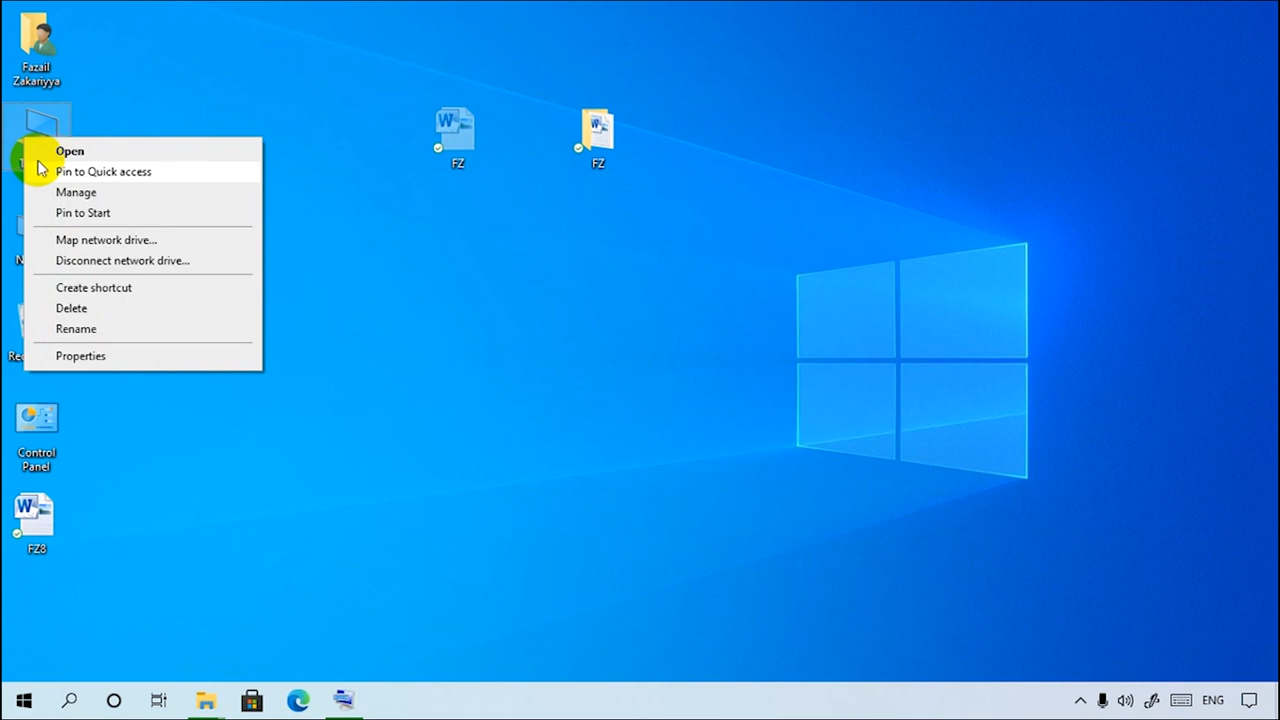 Fazail
Zakariyya
Open
Pin to Quick access
Manage
Pin to Start
Map network drive...
Disconnect network drive...
Create shortcut
Delete
Rename
Properties
FZ
FZ
Control
Panel
FZ8
ENG